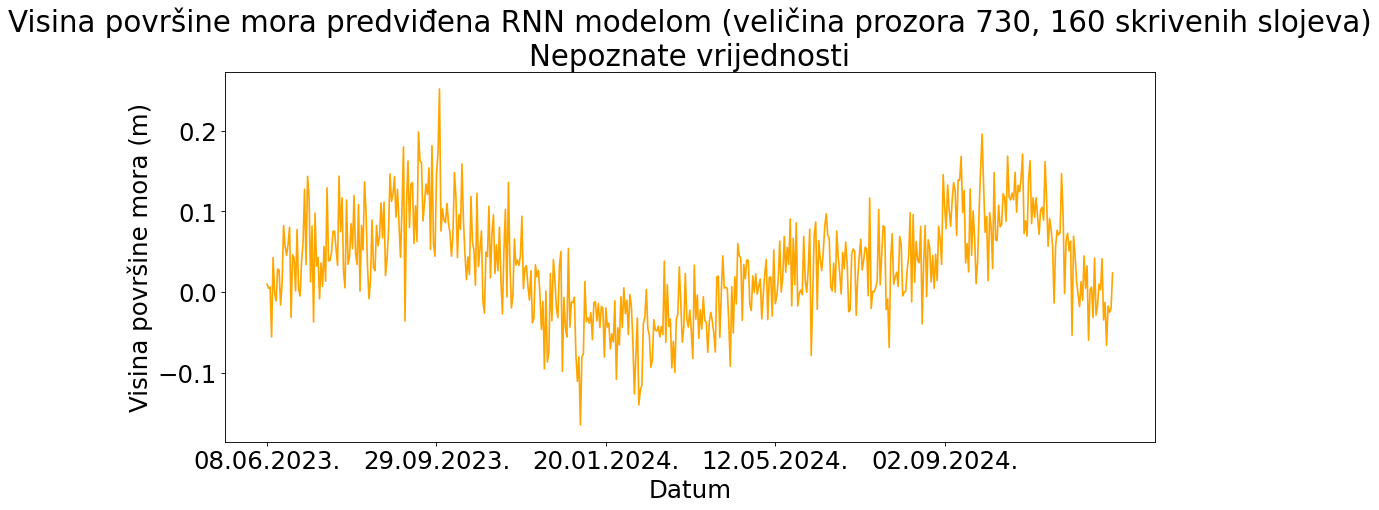 Visina površine mora predviđena RNN modelom (veličina prozora 730, 160 skrivenih slojeva)
Nepoznate vrijednosti
Visina površine mora (m)
0.2
0.1
0.0
−0.1
08.06.2023. 29.09.2023. 20.01.2024. 12.05.2024. 02.09.2024.
Datum